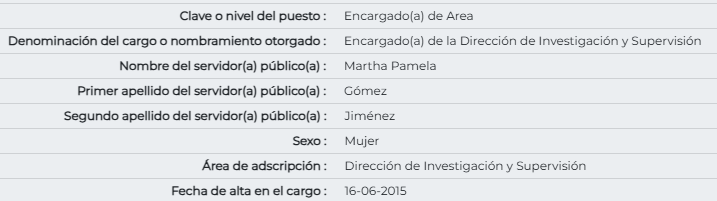 Clave o nivel del puesto : Encargado(a) de Area
Denominación del cargo o nombramiento otorgado : Encargado(a) de la Dirección de Investigación y Supervisión
Nombre del servidor(a) público(a) : Martha Pamela
Primer apellido del servidor(a) público(a) : Gómez
Segundo apellido del servidor(a) público(a) : Jiménez
Sexo : Mujer
Área de adscripción : Dirección de Investigación y Supervisión
Fecha de alta en el cargo : 16-06-2015